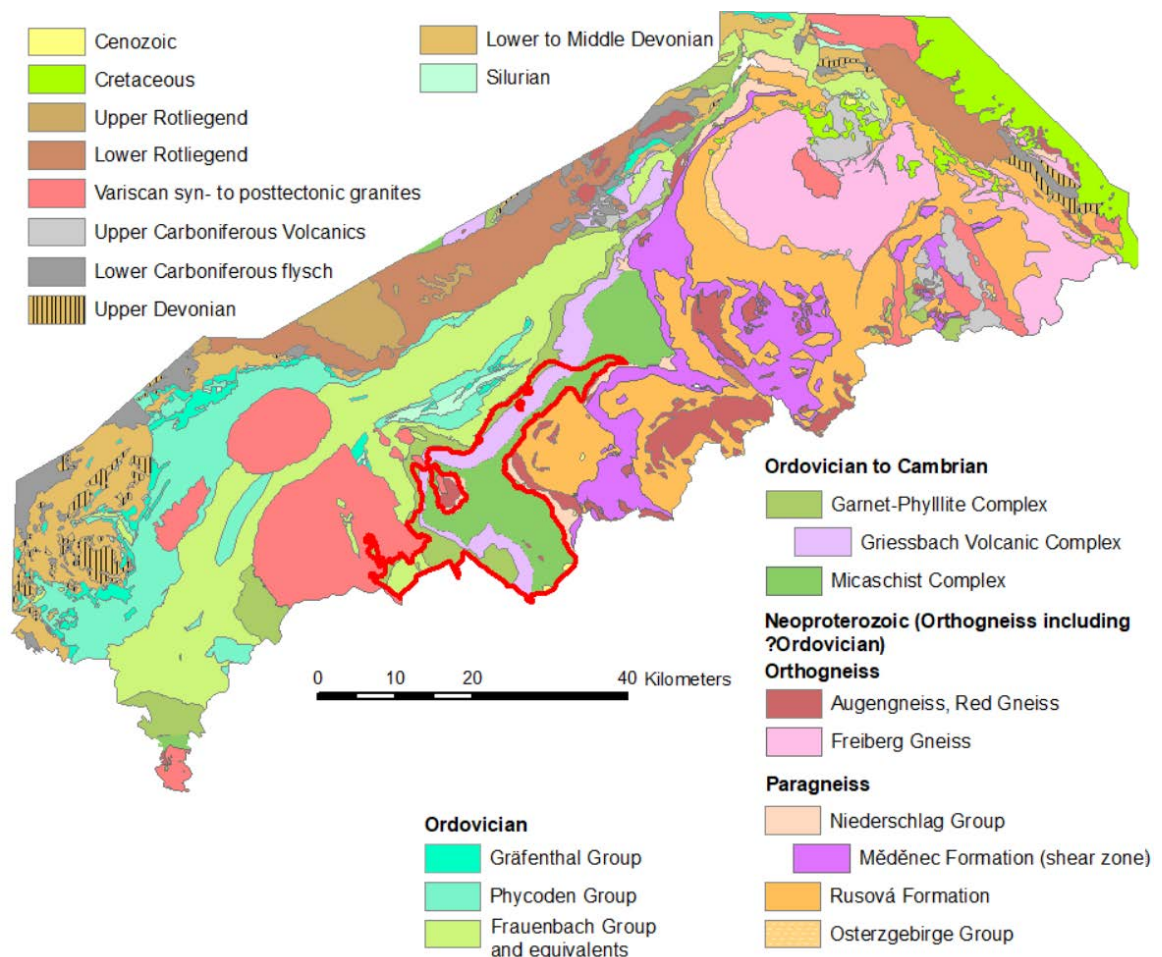 Cenozoic
Cretaceous
Upper Rotliegend
Lower Rotliegend
Variscan syn- to posttectonic granites
Upper Carboniferous Volcanics
Lower Carboniferous flysch
Upper Devonian
Lower to Middle Devonian
Silurian
0 10 20 40 Kilometers
Ordovician
Gräfenthal Group
Phycoden Group
Frauenbach Group
and equivalents
Ordovician to Cambrian
Garnet-Phylllite Complex
Griessbach Volcanic Complex
Micaschist Complex
Neoproterozoic (Orthogneiss including
?Ordovician)
Orthogneiss
Augengneiss, Red Gneiss
Freiberg Gneiss
Paragneiss
Niederschlag Group
Měděnec Formation (shear zone)
Rusová Formation
Osterzgebirge Group